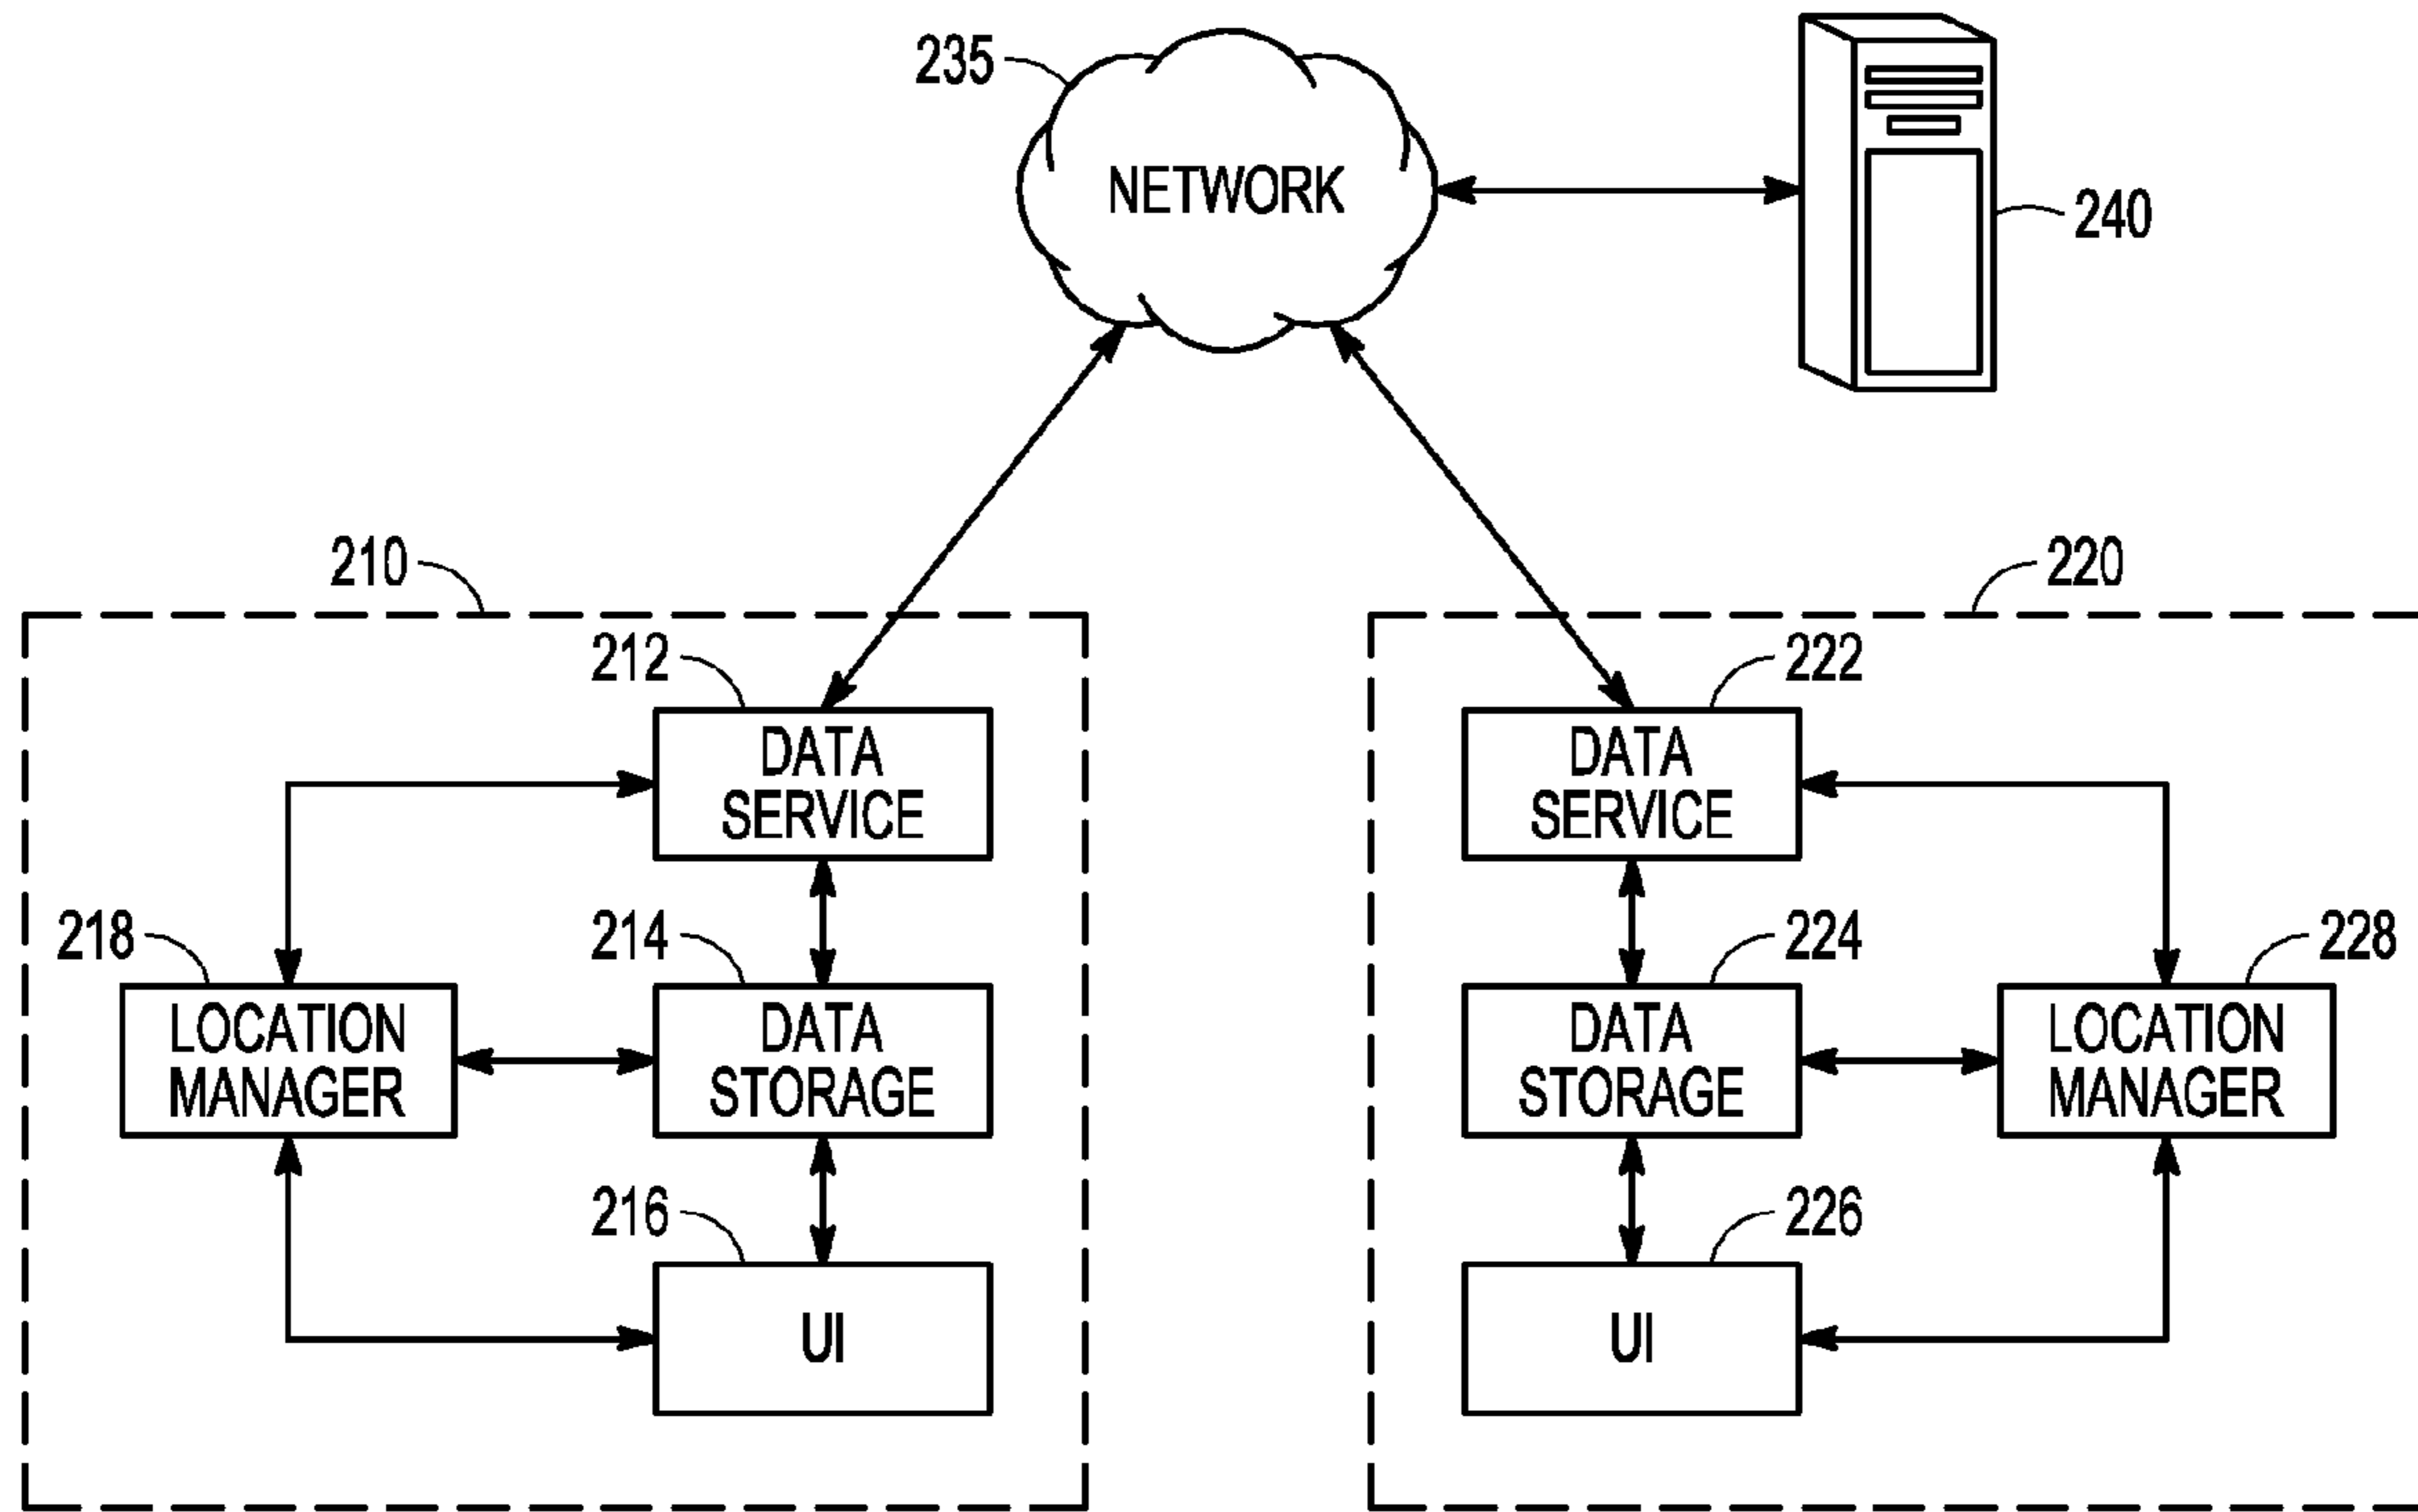 235
NETWORK
240
210
220
212
DATA
SERVICE
222
DATA
SERVICE
218
LOCATION
MANAGER
214
DATA
STORAGE
224
DATA
STORAGE
228
LOCATION
MANAGER
216
UI
226
UI